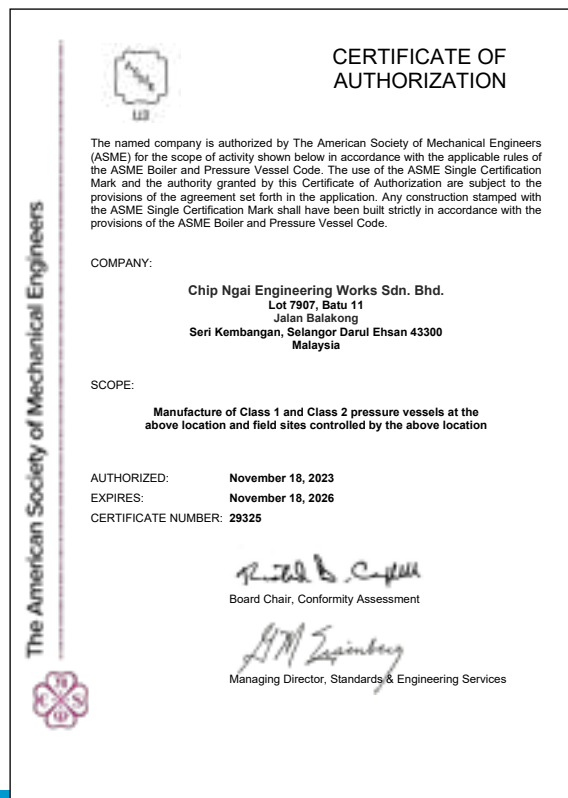 CERTIFICATE OF
AUTHORIZATION
ASME
U2
The named company is authorized by The American Society of Mechanical Engineers
(ASME) for the scope of activity shown below in accordance with the applicable rules of
the ASME Boiler and Pressure Vessel Code. The use of the ASME Single Certification
Mark and the authority granted by this Certificate of Authorization are subject to the
provisions of the agreement set forth in the application. Any construction stamped with
the ASME Single Certification Mark shall have been built strictly in accordance with the
provisions of the ASME Boiler and Pressure Vessel Code.
COMPANY:
Chip Ngai Engineering Works Sdn. Bhd.
Lot 7907, Batu 11
Jalan Balakong
Seri Kembangan, Selangor Darul Ehsan 43300
Malaysia
SCOPE:
Manufacture of Class 1 and Class 2 pressure vessels at the
above location and field sites controlled by the above location
AUTHORIZED: November 18, 2023
EXPIRES: November 18, 2026
CERTIFICATE NUMBER: 29325
Board Chair, Conformity Assessment
Managing Director, Standards & Engineering Services
The American Society of Mechanical Engineers